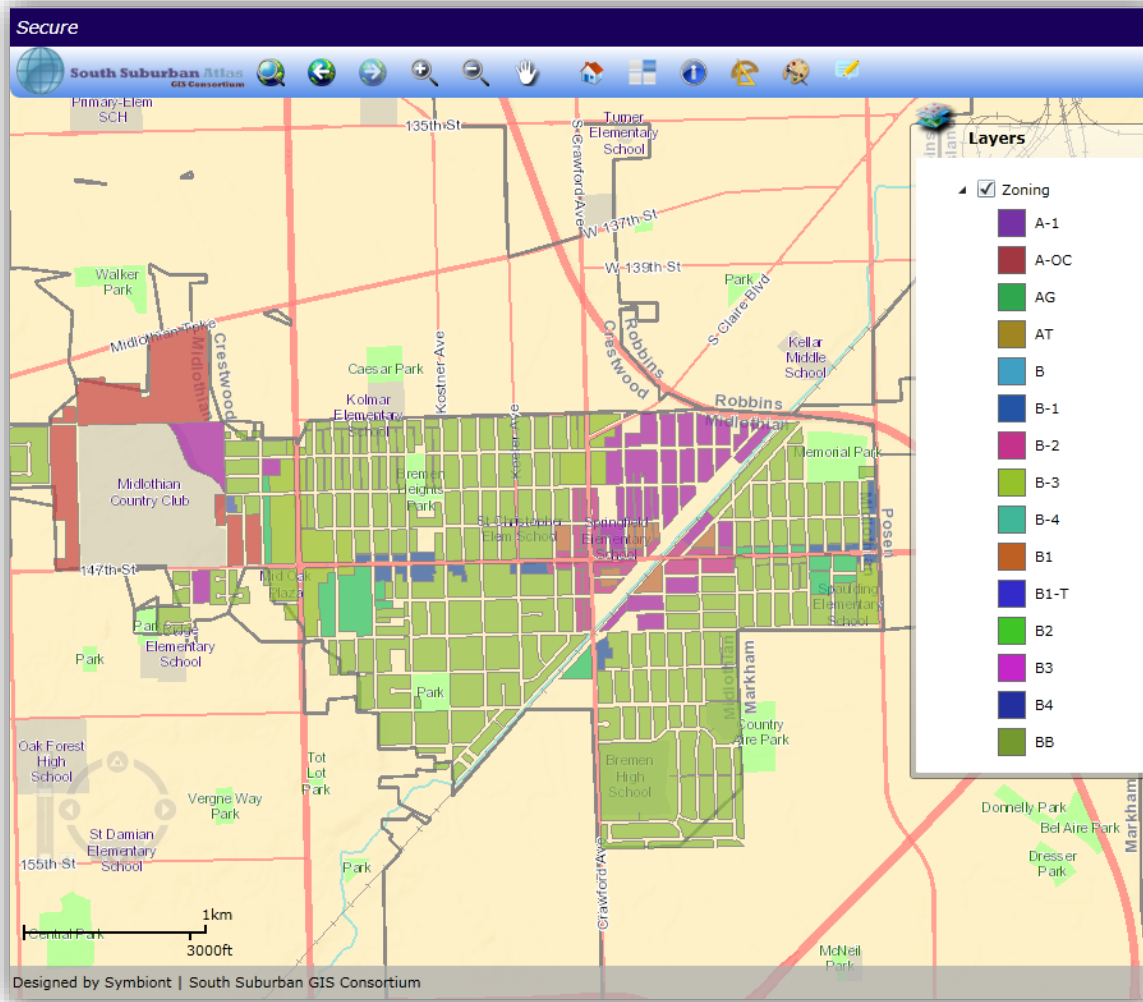 Secure
South Suburban Atlas
GIS Consortium
Primary-Elem
SCH
135th St
S Crawford Ave
Turner
Elementary
School
W 137th St
W 139th St
Walker
Park
Midlothian Tpke
Midlothian
Crestwood
Caesar Park
Kostner Ave
Kolmar
Elementary
School
Crestwood
Robbins
Park
S Claire Blvd
Kellar
Middle
School
Robbins
Midlothian
Keeler Ave
Memorial Park
Midlothian
Country Club
Bremen
Heights
Park
St Christopher
Elem School
Springfield
Elementary
School
Midlothian
Posen
147th St
Mid Oak
Plaza
Spaulding
Elementary
School
Park
Ridge
Elementary
School
Park
Park
Midlothian
Markham
Country
Aire Park
Oak Forest
High
School
Tot
Lot
Park
Bremen
High
School
Vergne Way
Park
St Damian
Elementary
School
155th St
Park
Crawford Ave
Donnelly Park
Bel Aire Park
Dresser
Park
Markham
Central Park
McNeil
Park
1km
3000ft
Layers
Zoning
A-1
A-OC
AG
AT
B
B-1
B-2
B-3
B-4
B1
B1-T
B2
B3
B4
BB
Designed by Symbiont | South Suburban GIS Consortium